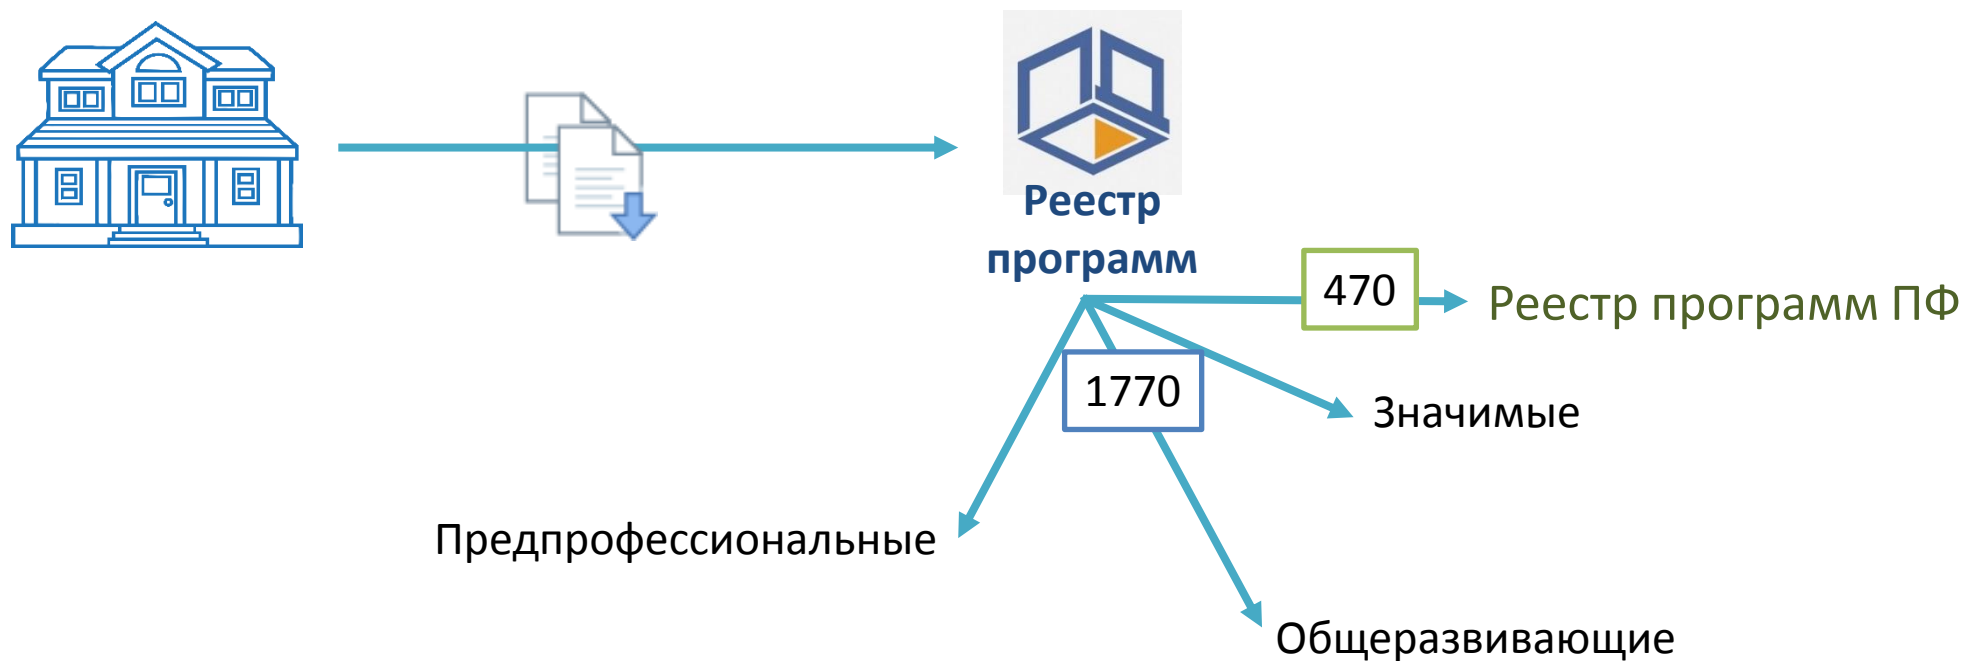 Реестр
программ
470
Реестр программ ПФ
1770
Значимые
Предпрофессиональные
Общеразвивающие